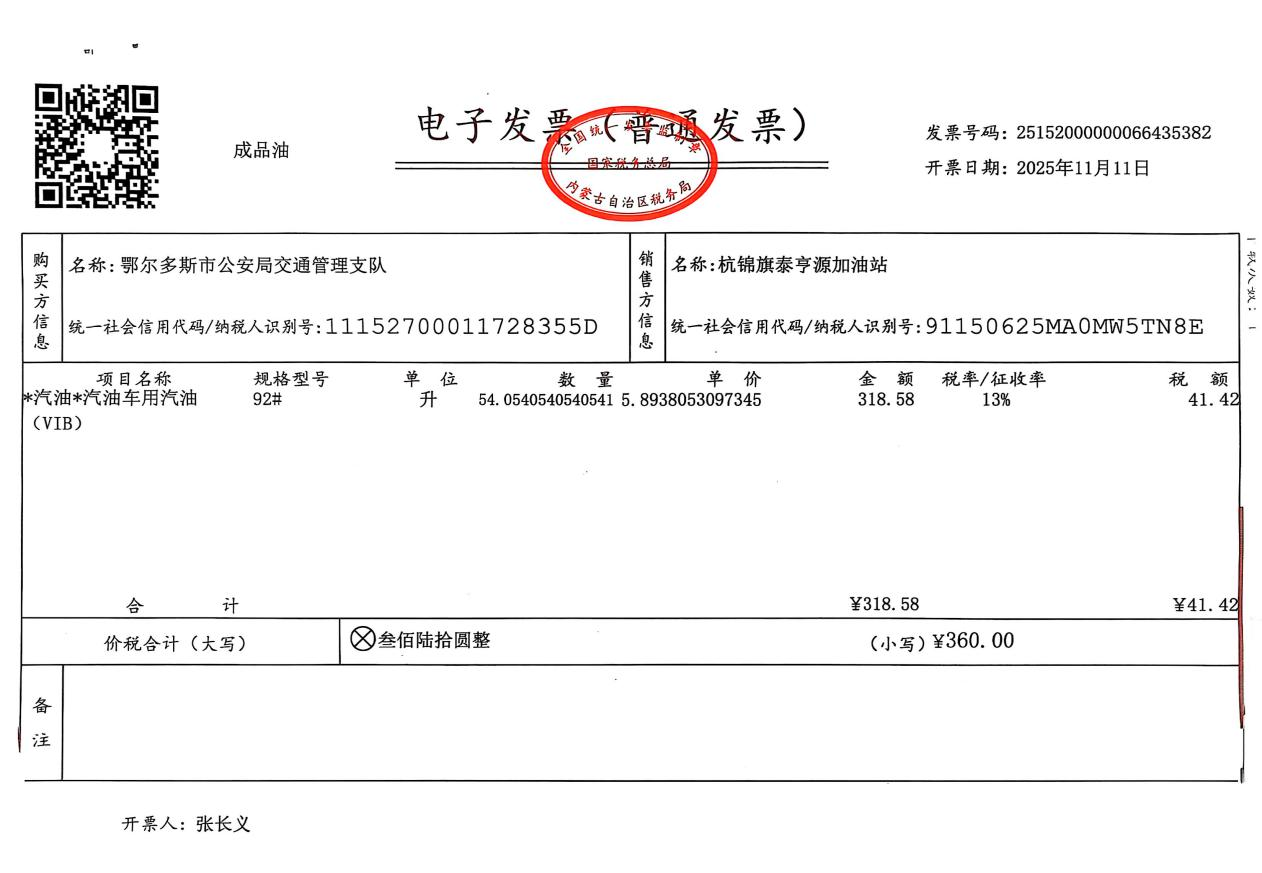 电子发票（普通发票）
全国统一发票监制章
国家税务总局
内蒙古自治区税务局
成品油
发票号码：25152000000066435382
开票日期：2025年11月11日
购买方信息
名称：鄂尔多斯市公安局交通管理支队
统一社会信用代码/纳税人识别号：11152700011728355D
销售方信息
名称：杭锦旗泰亨源加油站
统一社会信用代码/纳税人识别号：91150625MA0MW5TN8E
项目名称 规格型号 单位 数量 单价 金额 税率/征收率 税额
*汽油*汽油车用汽油 92# 升 54.0540540540541 5.8938053097345 318.58 13% 41.42
（VIB）
合计 ¥318.58 ¥41.42
价税合计（大写） ⊗叁佰陆拾圆整 （小写）¥360.00
备注
开票人：张长义